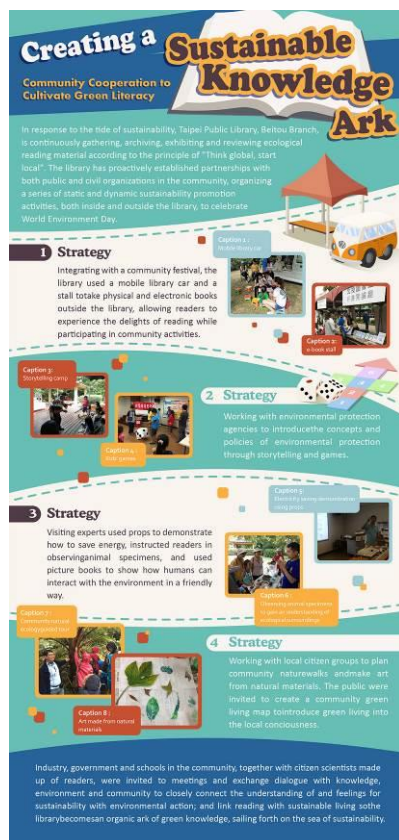 Creating a
Sustainable
Knowledge
Ark
Community Cooperation to
Cultivate Green Literacy
In response to the tide of sustainability, Taipei Public Library, Beitou Branch,
is continuously gathering, archiving, exhibiting and reviewing ecological
reading material according to the principle of "Think global, start
local". The library has proactively established partnerships with
both public and civil organizations in the community, organizing
a series of static and dynamic sustainability promotion
activities, both inside and outside the library, to celebrate
World Environment Day.
1 Strategy
Integrating with a community festival, the
library used a mobile library car and a
stall totake physical and electronic books
outside the library, allowing readers to
experience the delights of reading while
participating in community activities.
Caption 1 :
Mobile library car
Caption 2:
e-book stall
Caption 3:
Storytelling camp
Caption 4 :
Kids' games
2 Strategy
Working with environmental protection
agencies to introducethe concepts and
policies of environmental protection
through storytelling and games.
3 Strategy
Visiting experts used props to demonstrate
how to save energy, instructed readers in
observinganimal specimens, and used
picture books to show how humans can
interact with the environment in a friendly
way.
Caption 5:
Electricity saving demonstration
using props
Caption 6 :
Observing animal specimens
to gain an understanding of
ecological surroundings
Caption 7 :
Community natural
ecology guided tour
Caption 8 :
Art made from natural
materials
4 Strategy
Working with local citizen groups to plan
community naturewalks andmake art
from natural materials. The public were
invited to create a community green
living map tointroduce green living into
the local conciousness.
Industry, government and schools in the community, together with citizen scientists made
up of readers, were invited to meetings and exchange dialogue with knowledge,
environment and community to closely connect the understanding of and feelings for
sustainability with environmental action; and link reading with sustainable living sothe
librarybecomesan organic ark of green knowledge, sailing forth on the sea of sustainability.